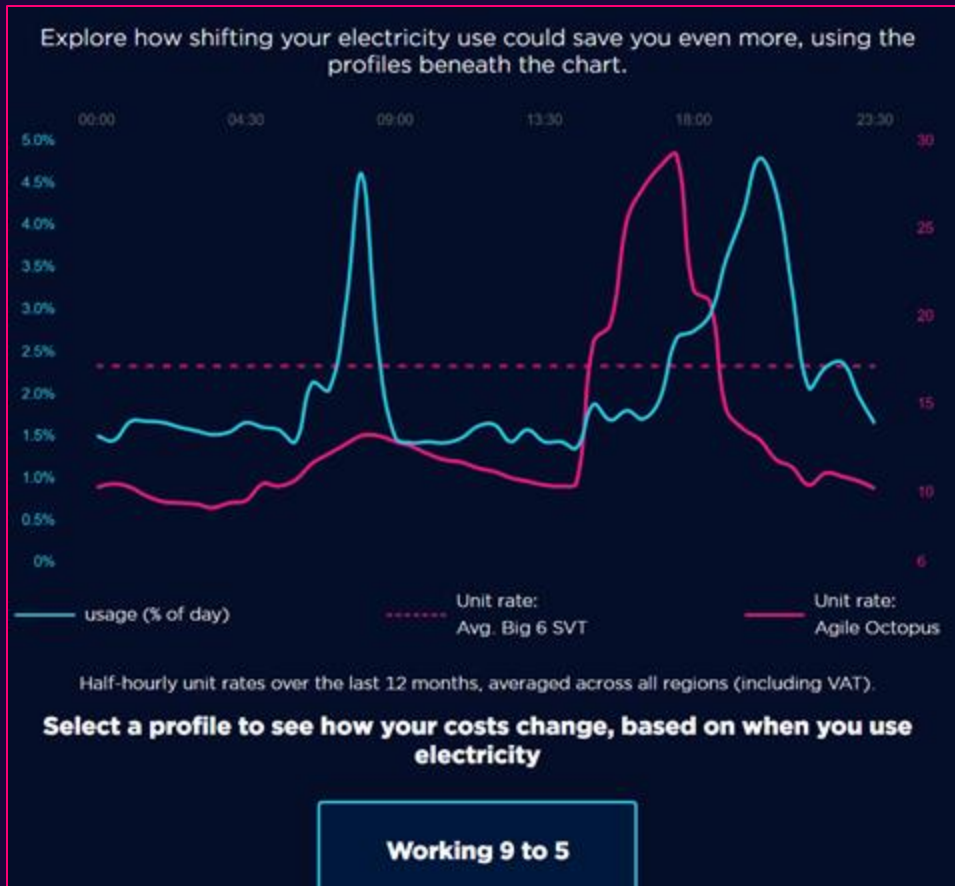 Explore how shifting your electricity use could save you even more, using the
profiles beneath the chart.
00:00 04:30 09:00 13:30 18:00 23:30
5.0% 30
4.5%
4.0% 25
3.5%
3.0% 20
2.5%
2.0% 15
1.5%
1.0% 10
0.5%
0% 6
usage (% of day)
Unit rate:
Avg. Big 6 SVT
Unit rate:
Agile Octopus
Half-hourly unit rates over the last 12 months, averaged across all regions (including VAT).
Select a profile to see how your costs change, based on when you use
electricity
Working 9 to 5